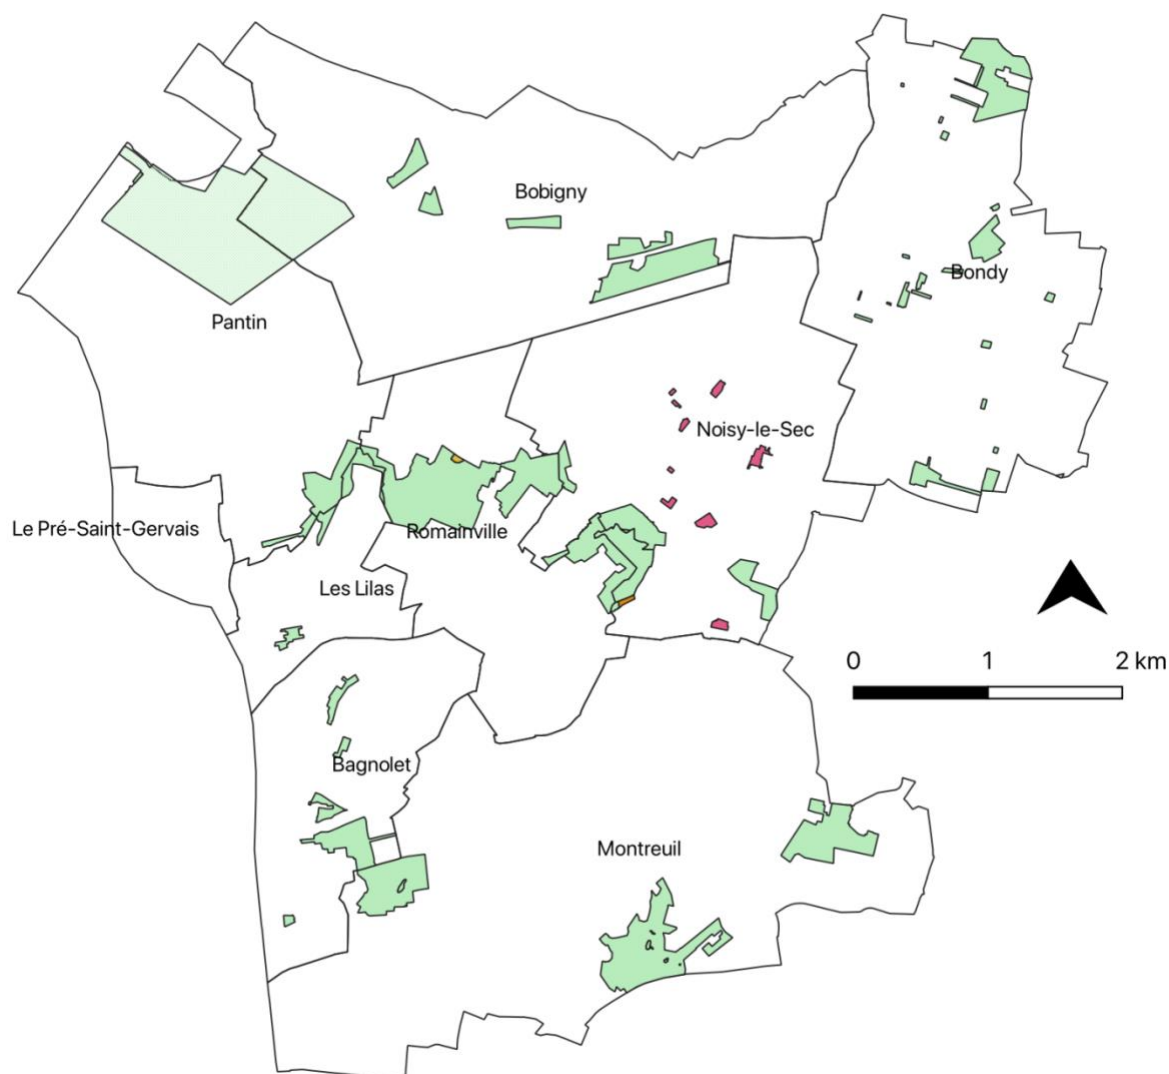 Bobigny
Bondy
Pantin
Noisy-le-Sec
Le Pré-Saint-Gervais
Romainville
Les Lilas
0 1 2 km
Bagnolet
Montreuil